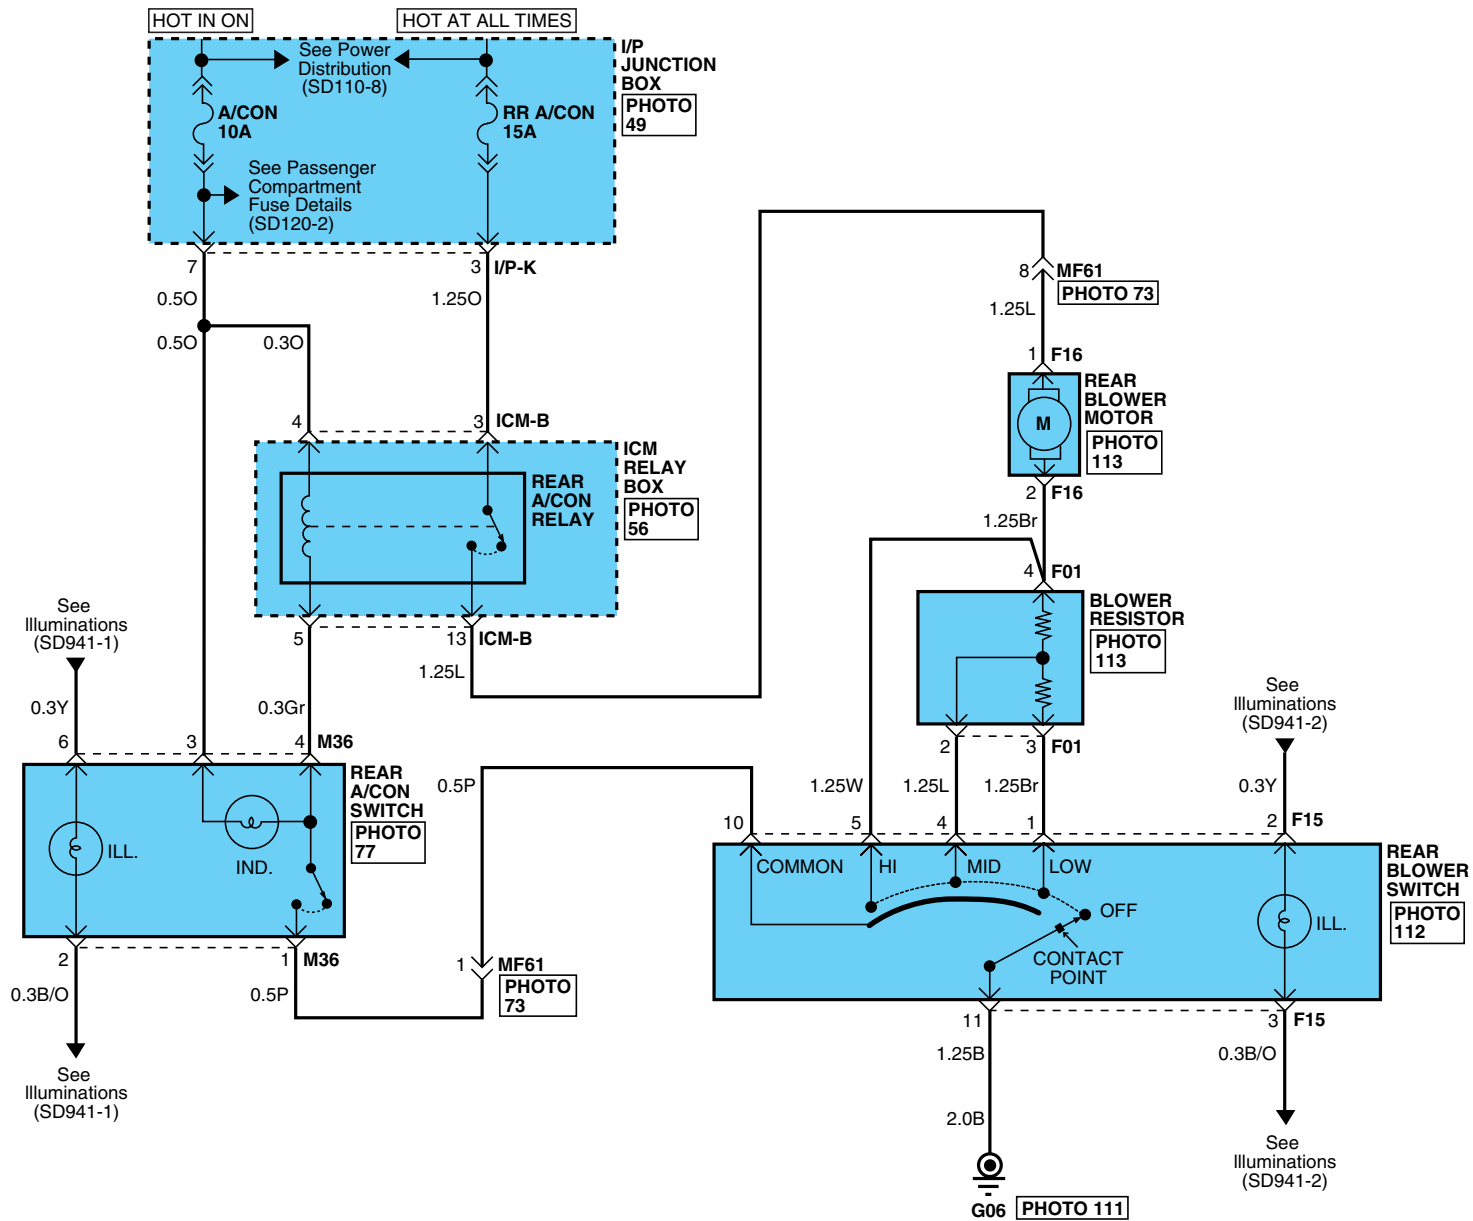 HOT IN ON
HOT AT ALL TIMES
See Power
Distribution
(SD110-8)
I/P
JUNCTION
BOX
PHOTO
49
A/CON
10A
RR A/CON
15A
See Passenger
Compartment
Fuse Details
(SD120-2)
7
3
I/P-K
0.5O
1.25O
0.5O
0.3O
8
MF61
PHOTO 73
1.25L
1
F16
REAR
BLOWER
MOTOR
PHOTO
113
M
2
F16
1.25Br
4
3
ICM-B
ICM
RELAY
BOX
PHOTO
56
REAR
A/CON
RELAY
5
13
ICM-B
1.25L
0.3Gr
4
F01
BLOWER
RESISTOR
PHOTO
113
2
3
F01
1.25W
1.25L
1.25Br
See
Illuminations
(SD941-1)
0.3Y
6
3
4
M36
REAR
A/CON
SWITCH
PHOTO
77
ILL.
IND.
2
1
M36
0.3B/O
0.5P
See
Illuminations
(SD941-1)
0.5P
1
MF61
PHOTO
73
See
Illuminations
(SD941-2)
0.3Y
10
5
4
1
2
F15
COMMON
HI
MID
LOW
OFF
CONTACT
POINT
ILL.
REAR
BLOWER
SWITCH
PHOTO
112
11
3
F15
1.25B
0.3B/O
2.0B
G06
PHOTO 111
See
Illuminations
(SD941-2)